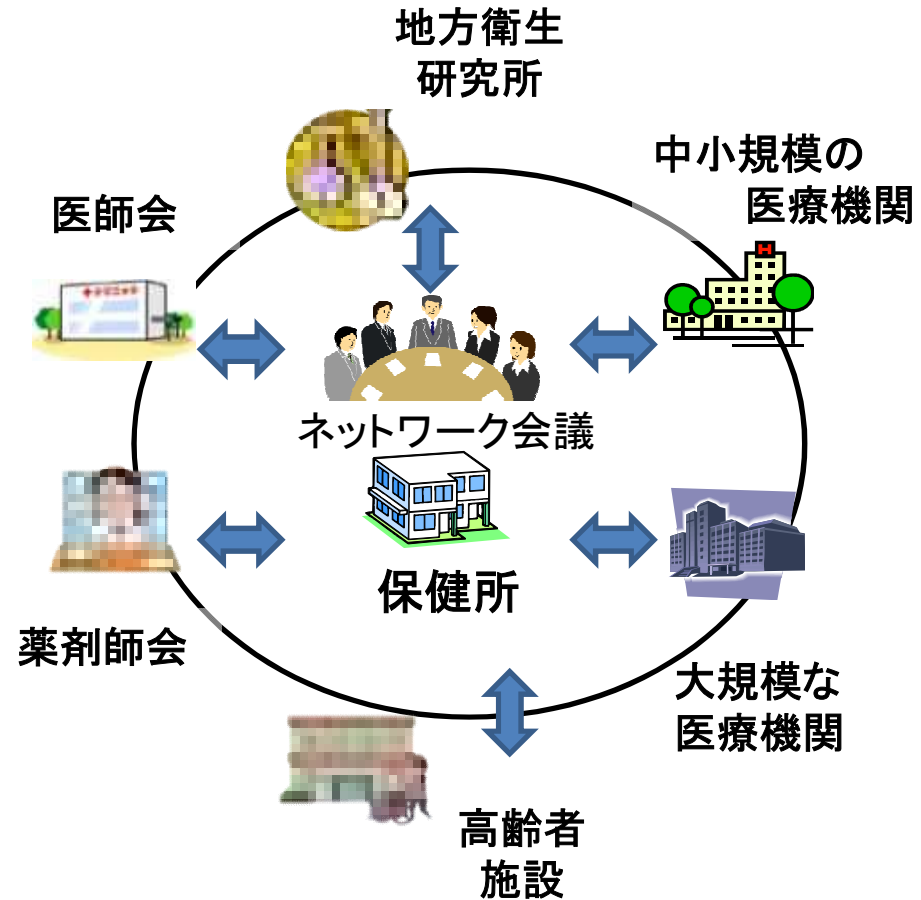 地方衛生
研究所
中小規模の
医療機関
医師会
ネットワーク会議
保健所
薬剤師会
大規模な
医療機関
高齢者
施設